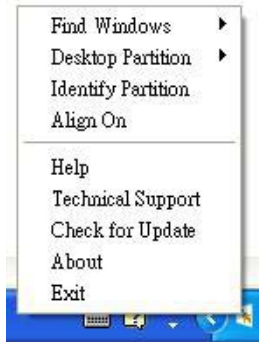 Find Windows
Desktop Partition
Identify Partition
Align On
Help
Technical Support
Check for Update
About
Exit